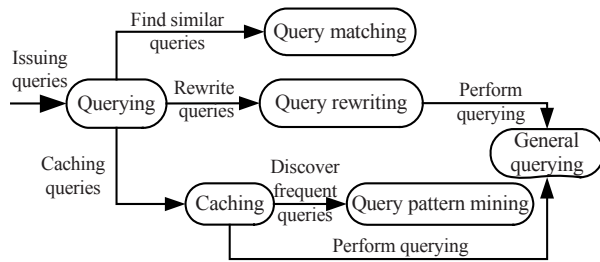 Find similar
queries
Query matching
Issuing
queries
Querying
Rewrite
queries
Query rewriting
Perform
querying
General
querying
Caching
queries
Caching
Discover
frequent
queries
Query pattern mining
Perform querying